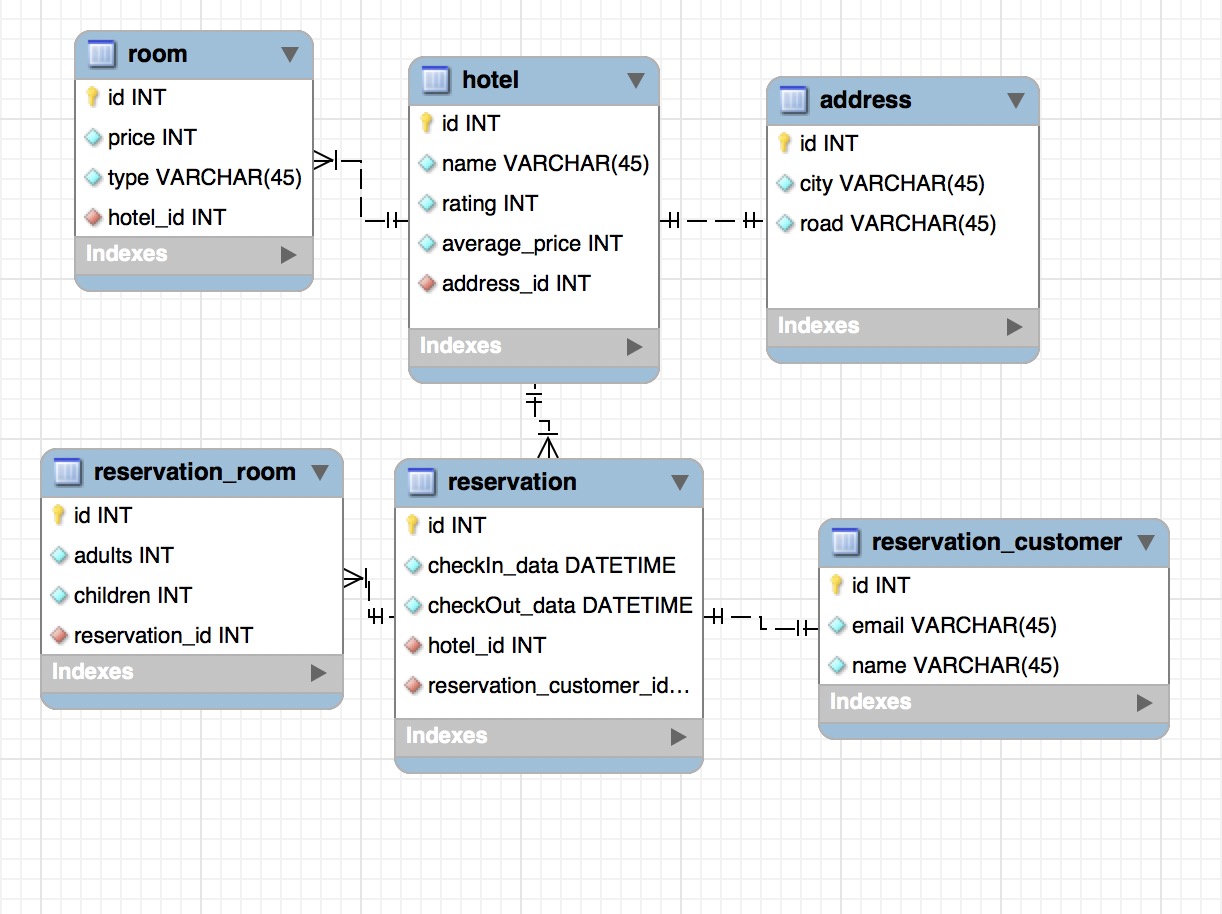 room
id INT
price INT
type VARCHAR(45)
hotel_id INT
Indexes
hotel
id INT
name VARCHAR(45)
rating INT
average_price INT
address_id INT
Indexes
address
id INT
city VARCHAR(45)
road VARCHAR(45)
Indexes
reservation_room
id INT
adults INT
children INT
reservation_id INT
Indexes
reservation
id INT
checkIn_data DATETIME
checkOut_data DATETIME
hotel_id INT
reservation_customer_id...
Indexes
reservation_customer
id INT
email VARCHAR(45)
name VARCHAR(45)
Indexes